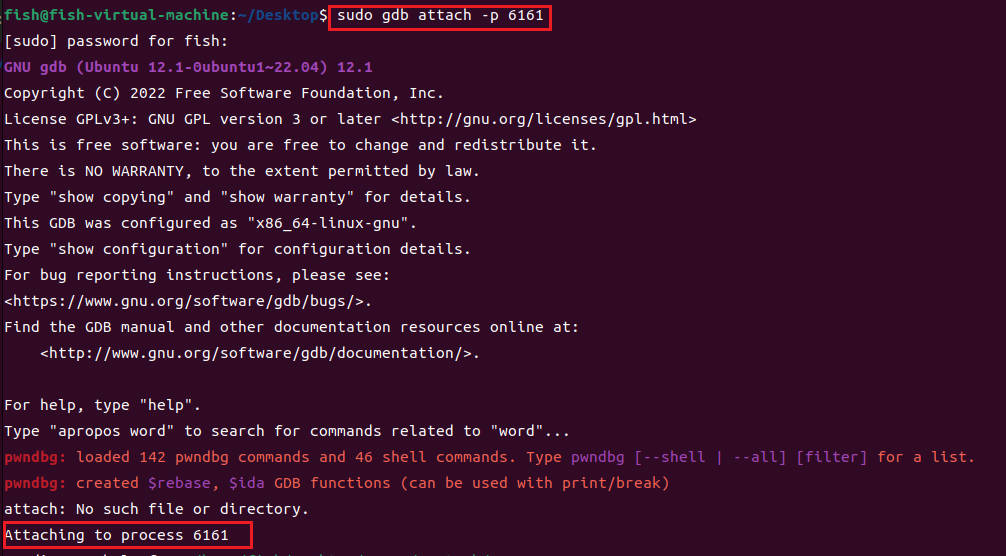 fish@fish-virtual-machine:~/Desktop$ sudo gdb attach -p 6161
[sudo] password for fish:
GNU gdb (Ubuntu 12.1-0ubuntu1~22.04) 12.1
Copyright (C) 2022 Free Software Foundation, Inc.
License GPLv3+: GNU GPL version 3 or later <http://gnu.org/licenses/gpl.html>
This is free software: you are free to change and redistribute it.
There is NO WARRANTY, to the extent permitted by law.
Type "show copying" and "show warranty" for details.
This GDB was configured as "x86_64-linux-gnu".
Type "show configuration" for configuration details.
For bug reporting instructions, please see:
<https://www.gnu.org/software/gdb/bugs/>.
Find the GDB manual and other documentation resources online at:
    <http://www.gnu.org/software/gdb/documentation/>.
For help, type "help".
Type "apropos word" to search for commands related to "word"...
pwndbg: loaded 142 pwndbg commands and 46 shell commands. Type pwndbg [--shell | --all] [filter] for a list.
pwndbg: created $rebase, $ida GDB functions (can be used with print/break)
attach: No such file or directory.
Attaching to process 6161